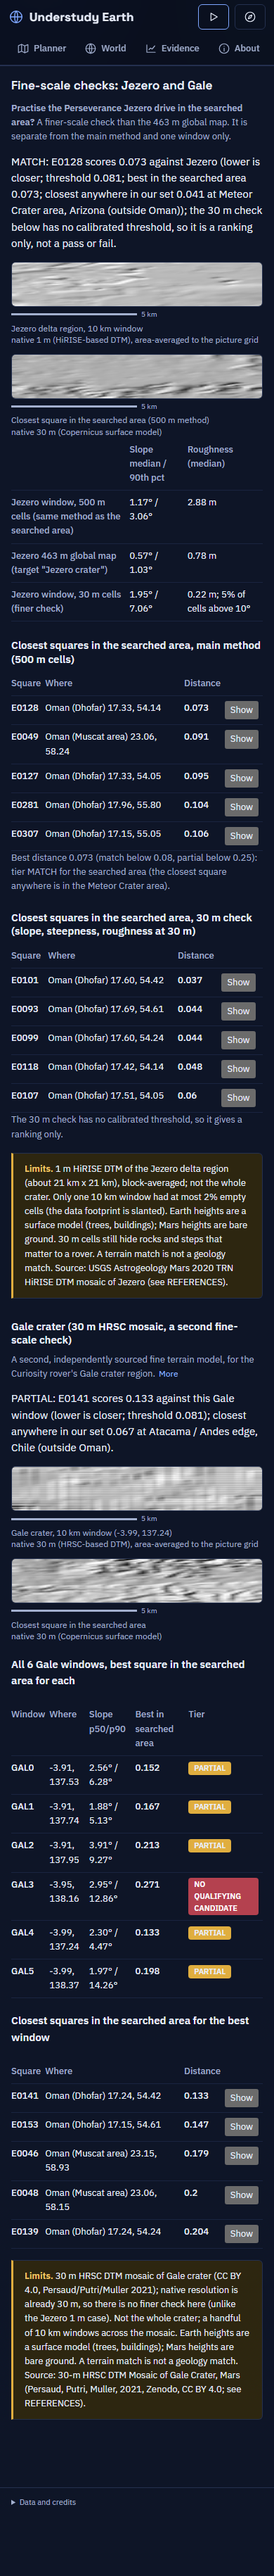 Understudy Earth
Planner World Evidence About
Fine-scale checks: Jezero and Gale
Practise the Perseverance Jezero drive in the searched
area? A finer-scale check than the 463 m global map. It is
separate from the main method and one window only.
MATCH: E0128 scores 0.073 against Jezero (lower is
closer; threshold 0.081; best in the searched area
0.073; closest anywhere in our set 0.041 at Meteor
Crater area, Arizona (outside Oman)); the 30 m check
below has no calibrated threshold, so it is a ranking
only, not a pass or fail.
5 km
Jezero delta region, 10 km window
native 1 m (HiRISE-based DTM), area-averaged to the picture grid
5 km
Closest square in the searched area (500 m method)
native 30 m (Copernicus surface model)
Slope Roughness
median / (median)
90th pct
Jezero window, 500 m 1.17° / 2.88 m
cells (same method as the 3.06°
searched area)
Jezero 463 m global map 0.57° / 0.78 m
(target "Jezero crater") 1.03°
Jezero window, 30 m cells 1.95° / 0.22 m; 5% of
(finer check) 7.06° cells above 10°
Closest squares in the searched area, main method
(500 m cells)
Square Where Distance
E0128 Oman (Dhofar) 17.33, 54.14 0.073 Show
E0049 Oman (Muscat area) 23.06, 0.091 Show
58.24
E0127 Oman (Dhofar) 17.33, 54.05 0.095 Show
E0281 Oman (Dhofar) 17.96, 55.80 0.104 Show
E0307 Oman (Dhofar) 17.15, 55.05 0.106 Show
Best distance 0.073 (match below 0.08, partial below 0.25):
tier MATCH for the searched area (the closest square
anywhere is in the Meteor Crater area).
Closest squares in the searched area, 30 m check
(slope, steepness, roughness at 30 m)
Square Where Distance
E0101 Oman (Dhofar) 17.60, 54.42 0.037 Show
E0093 Oman (Dhofar) 17.69, 54.61 0.044 Show
E0099 Oman (Dhofar) 17.60, 54.24 0.044 Show
E0118 Oman (Dhofar) 17.42, 54.14 0.048 Show
E0107 Oman (Dhofar) 17.51, 54.05 0.06 Show
The 30 m check has no calibrated threshold, so it gives a
ranking only.
Limits. 1 m HiRISE DTM of the Jezero delta region
(about 21 km x 21 km), block-averaged; not the whole
crater. Only one 10 km window had at most 2% empty
cells (the data footprint is slanted). Earth heights are a
surface model (trees, buildings); Mars heights are bare
ground. 30 m cells still hide rocks and steps that
matter to a rover. A terrain match is not a geology
match. Source: USGS Astrogeology Mars 2020 TRN
HiRISE DTM mosaic of Jezero (see REFERENCES).
Gale crater (30 m HRSC mosaic, a second fine-
scale check)
A second, independently sourced fine terrain model, for the
Curiosity rover's Gale crater region. More
PARTIAL: E0141 scores 0.133 against this Gale
window (lower is closer; threshold 0.081); closest
anywhere in our set 0.067 at Atacama / Andes edge,
Chile (outside Oman).
5 km
Gale crater, 10 km window (-3.99, 137.24)
native 30 m (HRSC-based DTM), area-averaged to the picture grid
5 km
Closest square in the searched area
native 30 m (Copernicus surface model)
All 6 Gale windows, best square in the searched
area for each
Window Where Slope Best in Tier
p50/p90 searched
area
GAL0 -3.91, 2.56° / 0.152 PARTIAL
137.53 6.28°
GAL1 -3.91, 1.88° / 0.167 PARTIAL
137.74 5.13°
GAL2 -3.91, 3.91° / 0.213 PARTIAL
137.95 9.27°
GAL3 -3.95, 2.95° / 0.271 NO
138.16 12.86° QUALIFYING
CANDIDATE
GAL4 -3.99, 2.30° / 0.133 PARTIAL
137.24 4.47°
GAL5 -3.99, 1.97° / 0.198 PARTIAL
138.37 14.26°
Closest squares in the searched area for the best
window
Square Where Distance
E0141 Oman (Dhofar) 17.24, 54.42 0.133 Show
E0153 Oman (Dhofar) 17.15, 54.61 0.147 Show
E0046 Oman (Muscat area) 23.15, 0.179 Show
58.93
E0048 Oman (Muscat area) 23.06, 0.2 Show
58.15
E0139 Oman (Dhofar) 17.24, 54.24 0.204 Show
Limits. 30 m HRSC DTM mosaic of Gale crater (CC BY
4.0, Persaud/Putri/Muller 2021); native resolution is
already 30 m, so there is no finer check here (unlike
the Jezero 1 m case). Not the whole crater; a handful
of 10 km windows across the mosaic. Earth heights are
a surface model (trees, buildings); Mars heights are
bare ground. A terrain match is not a geology match.
Source: 30-m HRSC DTM Mosaic of Gale Crater, Mars
(Persaud, Putri, Muller, 2021, Zenodo, CC BY 4.0; see
REFERENCES).
Data and credits